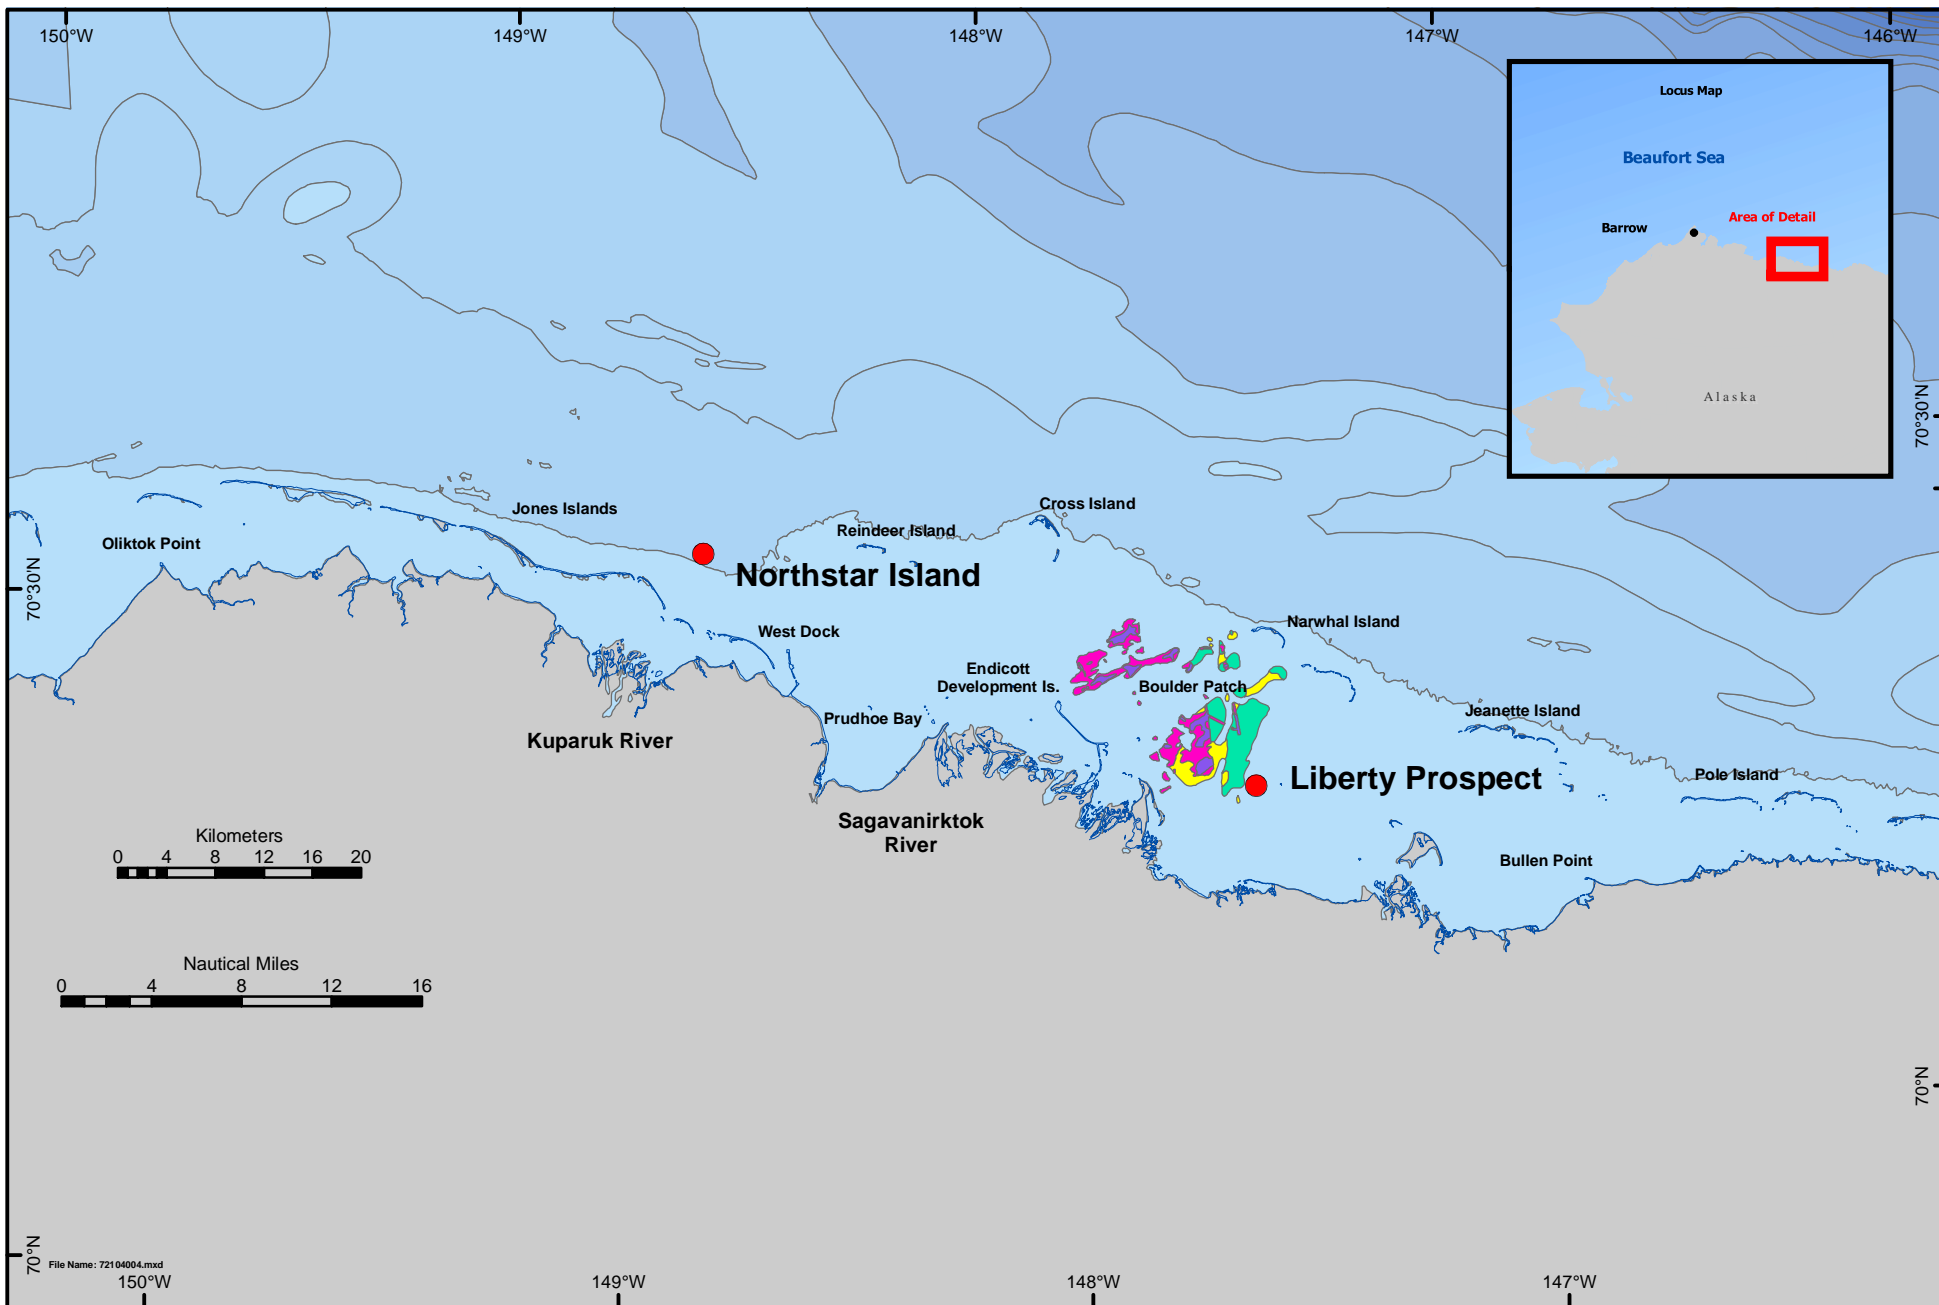 150°W
149°W
148°W
147°W
146°W
Locus Map
Beaufort Sea
Area of Detail
Barrow
Alaska
70°30'N
Jones Islands
Reindeer Island
Cross Island
Oliktok Point
Northstar Island
70°30'N
West Dock
Narwhal Island
Endicott
Development Is.
Boulder Patch
Prudhoe Bay
Jeanette Island
Kuparuk River
Liberty Prospect
Pole Island
Sagavanirktok
River
Kilometers
0 4 8 12 16 20
Bullen Point
Nautical Miles
0 4 8 12 16
70°N
70°N
File Name: 72104004.mxd
150°W
149°W
148°W
147°W